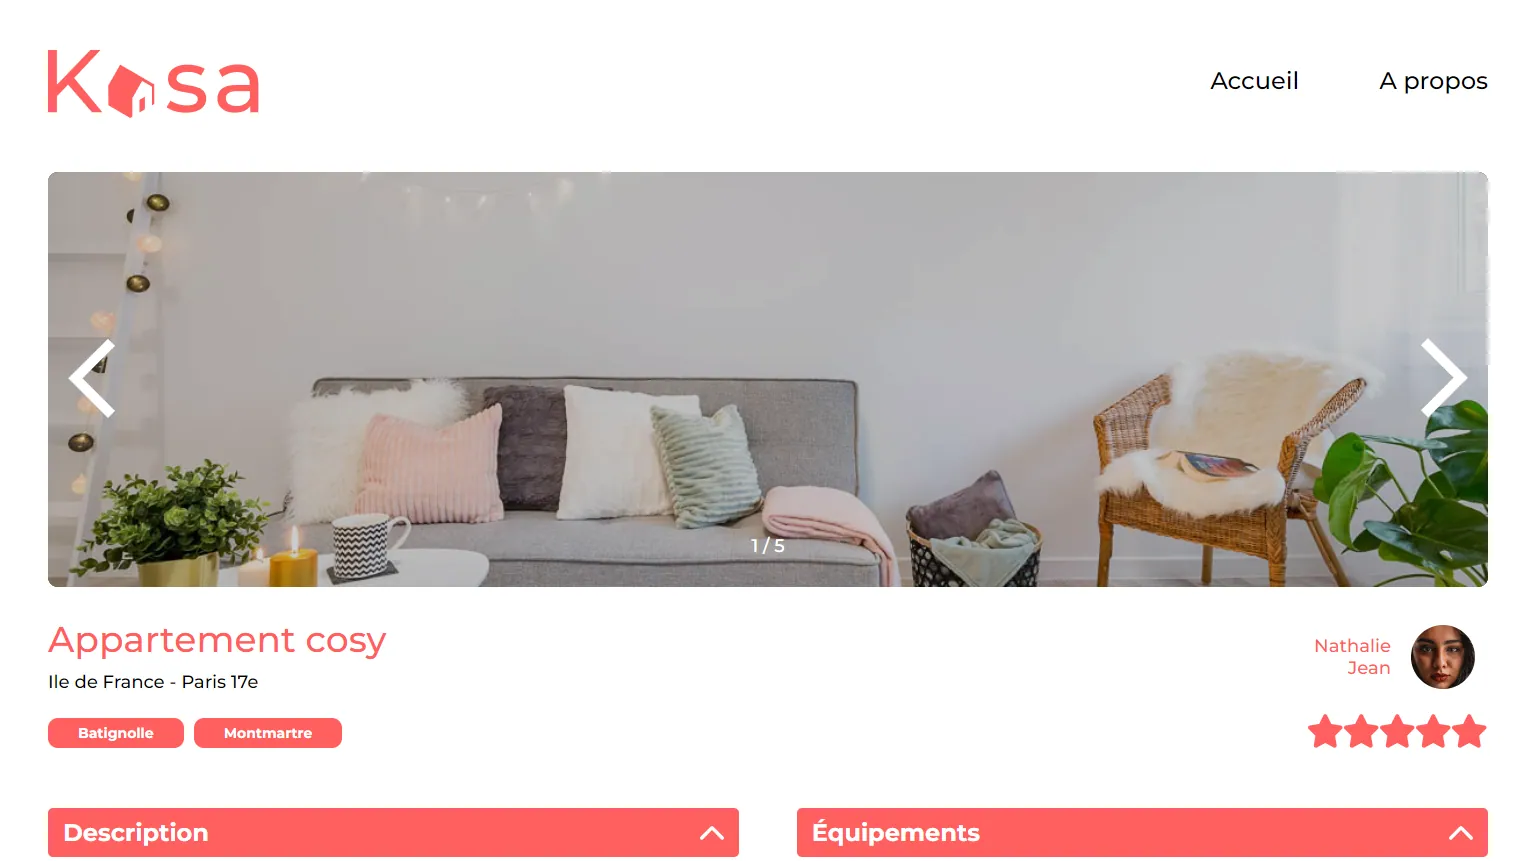 Kasa
Accueil
A propos
1 / 5
Appartement cosy
Ile de France - Paris 17e
Batignolle
Montmartre
Nathalie
Jean
Description
Équipements